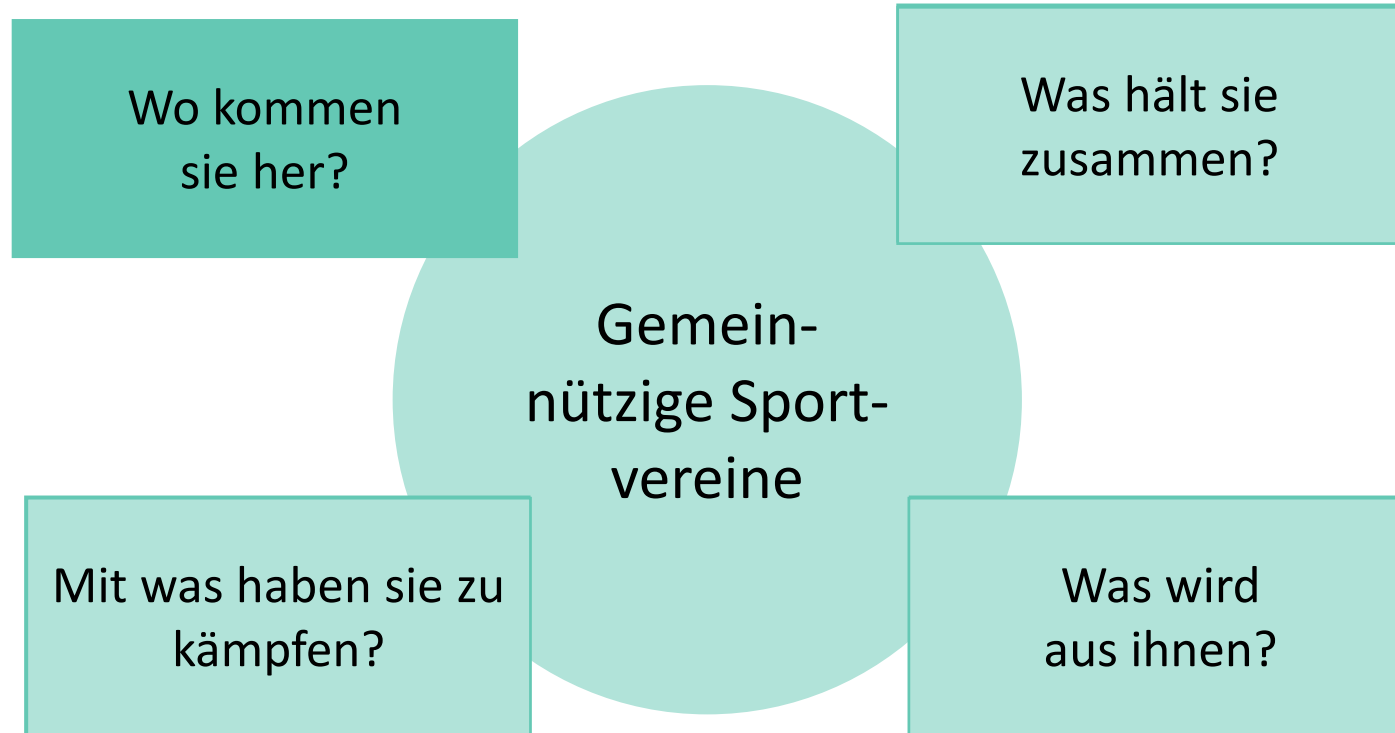 Wo kommen
sie her?
Was hält sie
zusammen?
Gemein-
nützige Sport-
vereine
Mit was haben sie zu
kämpfen?
Was wird
aus ihnen?